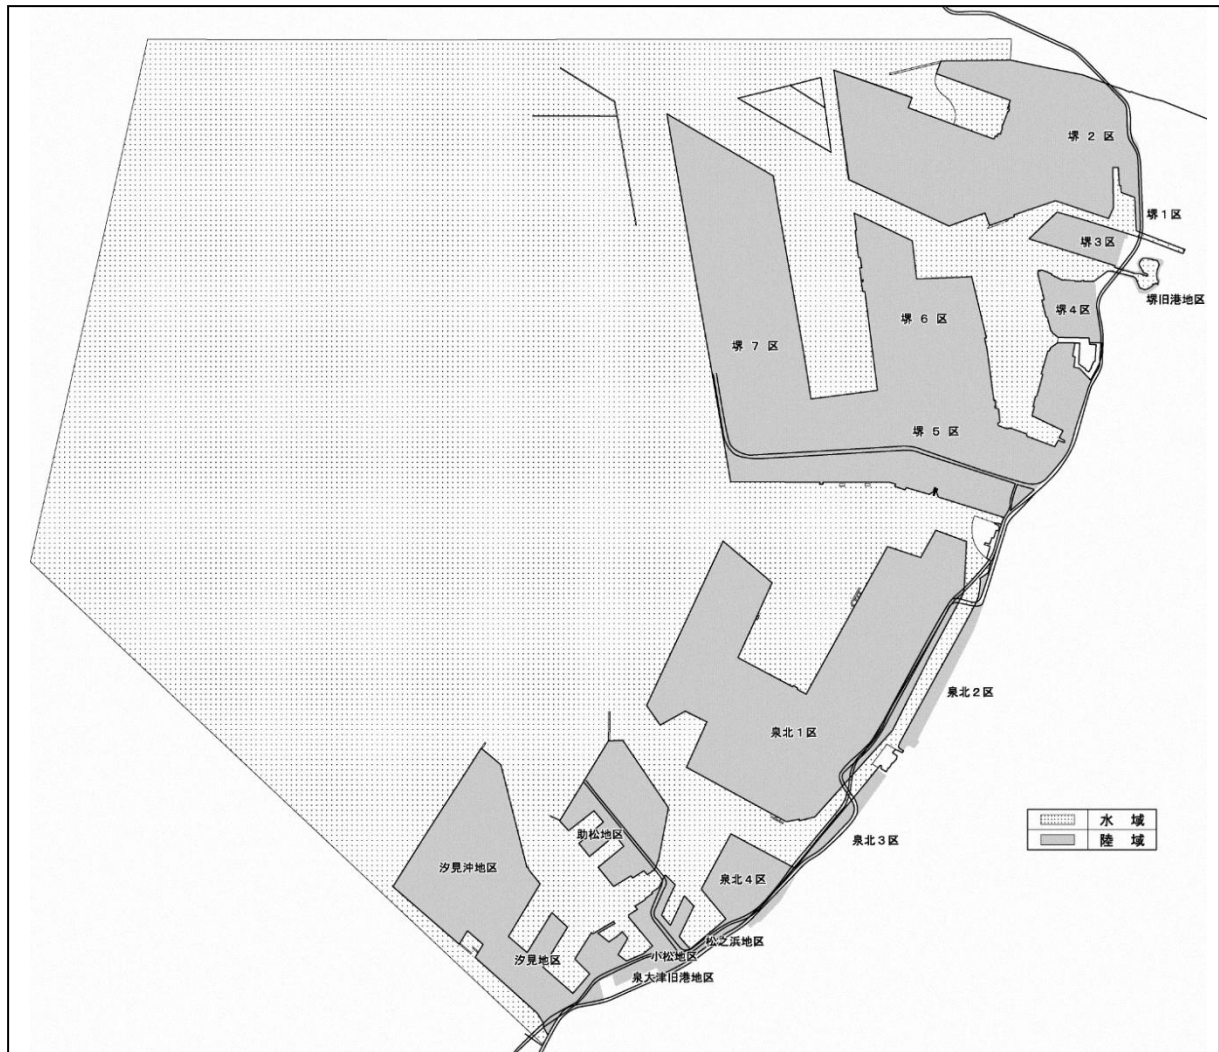 堺 2 区
堺1区
堺3区
堺旧港地区
堺4区
堺 6 区
堺 7 区
堺 5 区
泉北2区
泉北1区
水 域
陸 域
助松地区
泉北3区
汐見沖地区
泉北4区
松之浜地区
小松地区
汐見地区
泉大津旧港地区